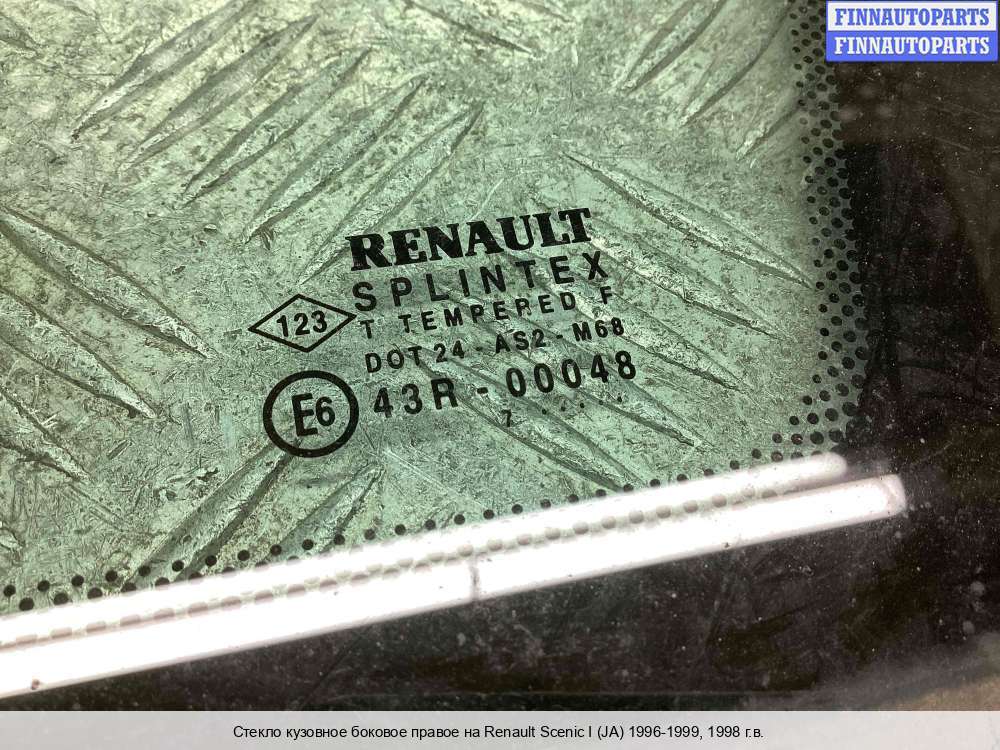 FINNAUTOPARTS
FINNAUTOPARTS
RENAULT
SPLINTEX
123
T TEMPERED F
DOT 24 - AS2 - M68
E6
43R - 00048
7 .....
Стекло кузовное боковое правое на Renault Scenic I (JA) 1996-1999, 1998 г.в.